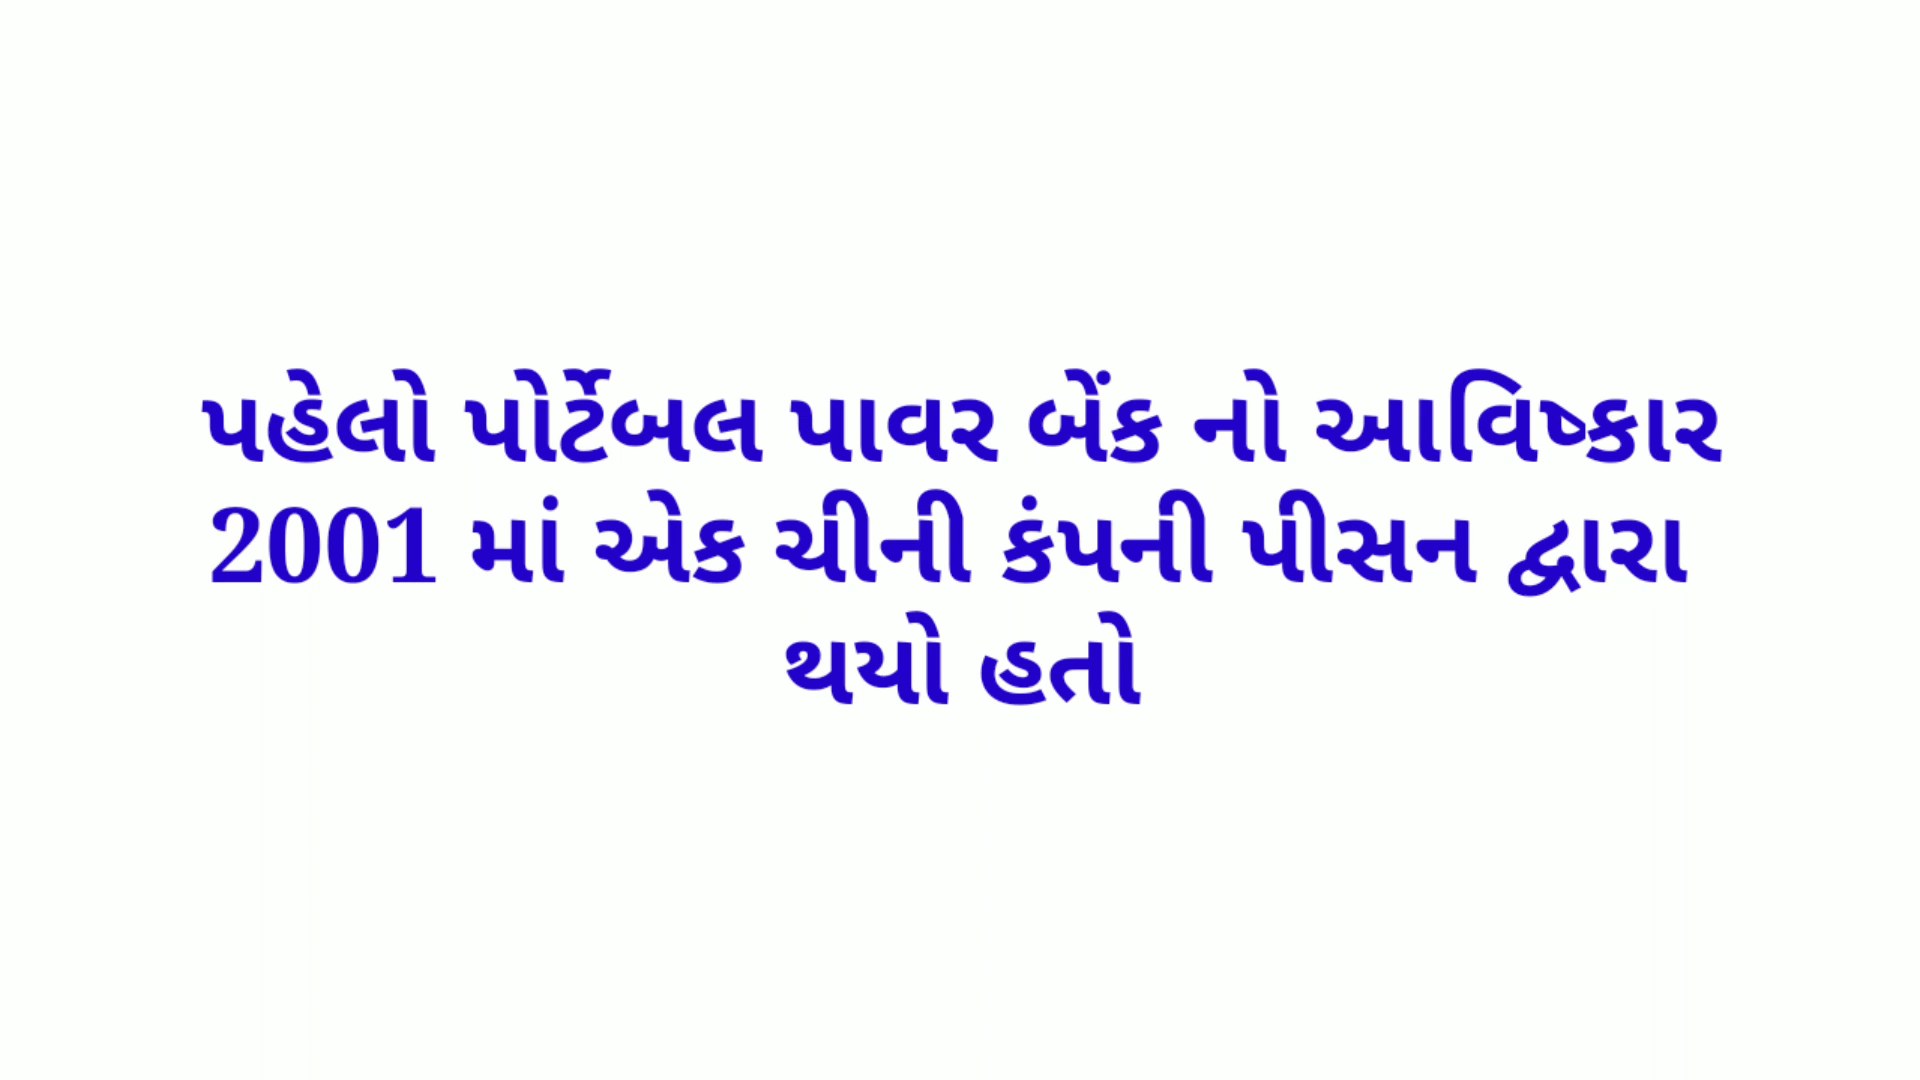 પહેલો પોર્ટેબલ પાવર બેંક નો આવિષ્કાર
2001 માં એક ચીની કંપની પીસન દ્વારા
થયો હતો